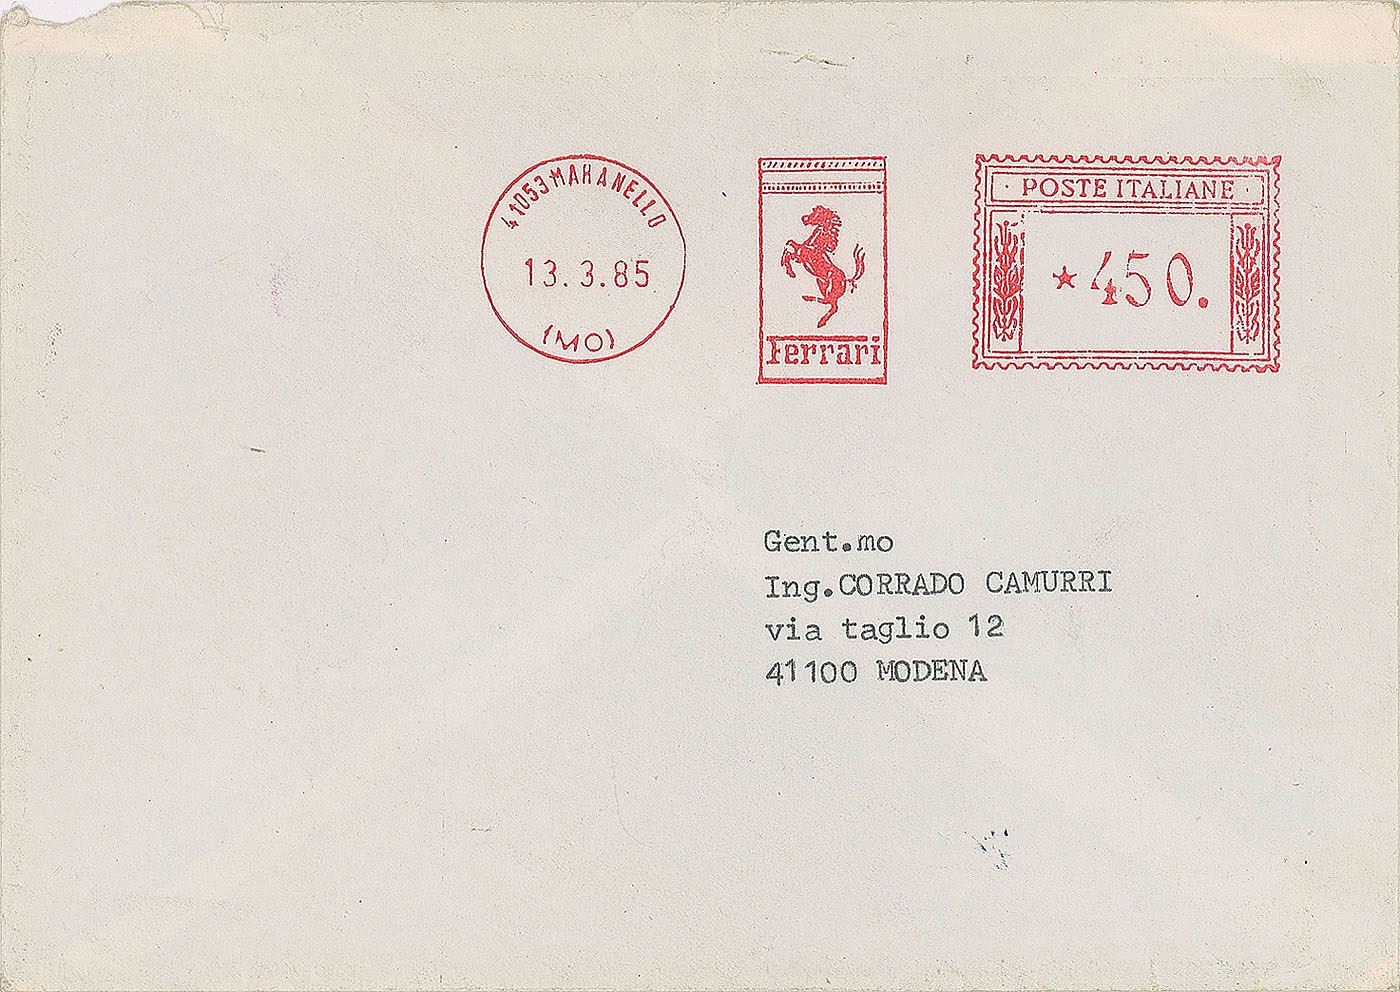 41053 MARANELLO
13.3.85
(MO)
Ferrari
· POSTE ITALIANE ·
*450.
Gent.mo
Ing.CORRADO CAMURRI
via taglio 12
41100 MODENA